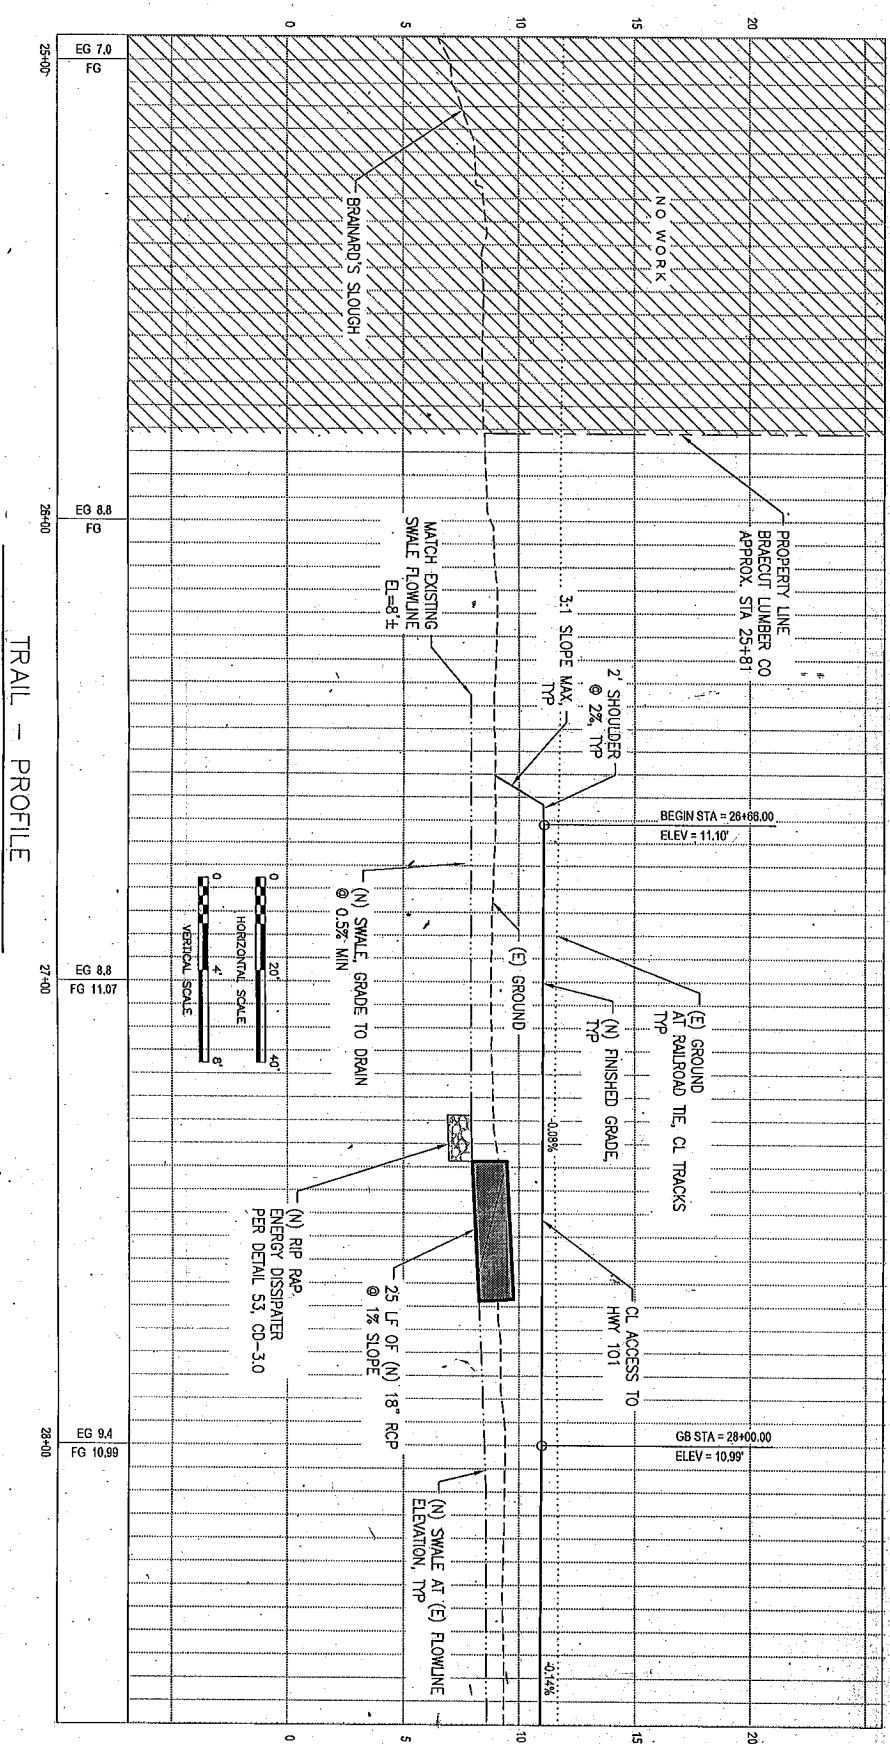 20
15
10
5
0
NO WORK
BRAINARD'S SLOUGH
PROPERTY LINE
BRAECUT LUMBER CO
APPROX. STA 25+81
MATCH EXISTING
SWALE FLOWLINE
EL=8'±
3:1 SLOPE MAX,
TYP
2' SHOULDER
@ 2%, TYP
BEGIN STA = 26+66.00
ELEV = 11.10'
(E) GROUND
AT RAILROAD TIE, CL TRACKS
TYP
(N) FINISHED GRADE,
TYP
(E) GROUND
(N) SWALE, GRADE TO DRAIN
@ 0.5% MIN
-0.08%
CL ACCESS TO
HWY 101
25 LF OF (N) 18" RCP
@ 1% SLOPE
(N) RIP RAP
ENERGY DISSIPATER
PER DETAIL 53, CD-3.0
GB STA = 28+00.00
ELEV = 10.99'
(N) SWALE AT (E) FLOWLINE
ELEVATION, TYP
-0.14%
0 20' 40'
HORIZONTAL SCALE
0 4' 8'
VERTICAL SCALE
20
15
10
5
0
EG 7.0
FG
25+00
EG 8.8
FG
26+00
EG 8.8
FG 11.07
27+00
EG 9.4
FG 10.99
28+00
TRAIL - PROFILE